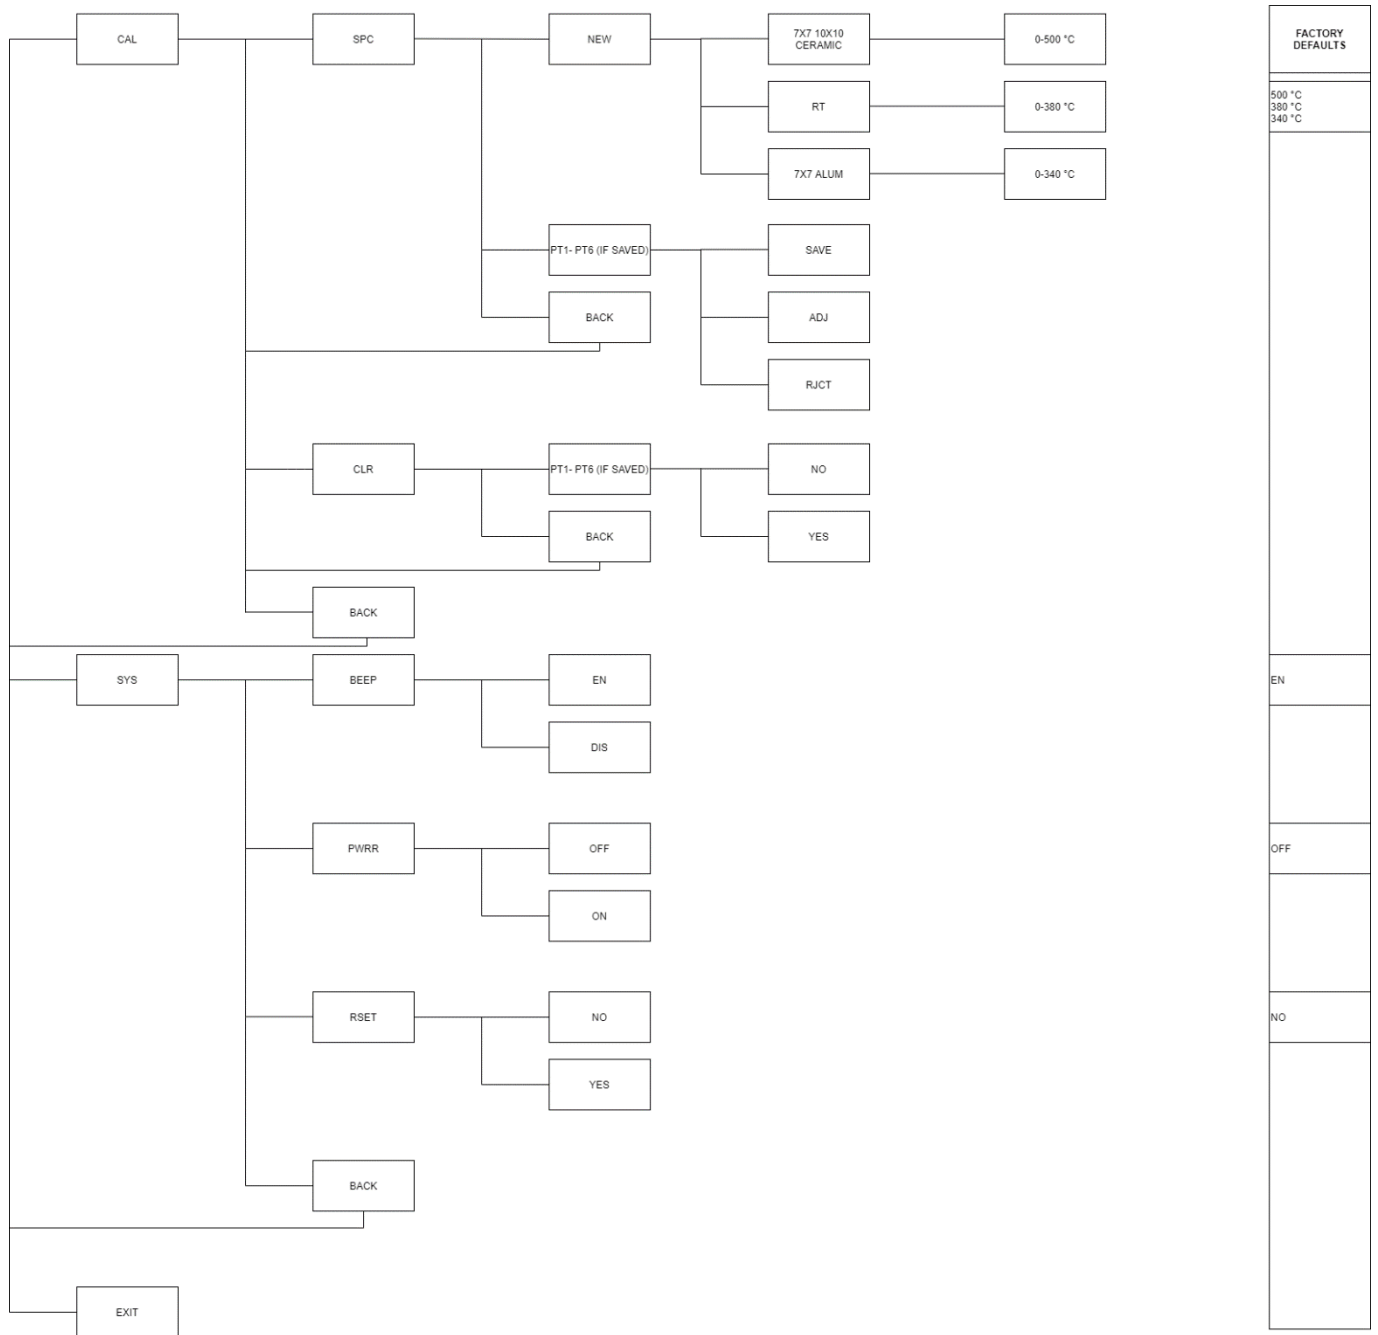 CAL
SPC
NEW
7X7 10X10
CERAMIC
0-500 °C
FACTORY
DEFAULTS
500 °C
380 °C
340 °C
RT
0-380 °C
7X7 ALUM
0-340 °C
PT1- PT6 (IF SAVED)
SAVE
BACK
ADJ
RJCT
CLR
PT1- PT6 (IF SAVED)
NO
BACK
YES
BACK
SYS
BEEP
EN
EN
DIS
PWRR
OFF
OFF
ON
RSET
NO
NO
YES
BACK
EXIT